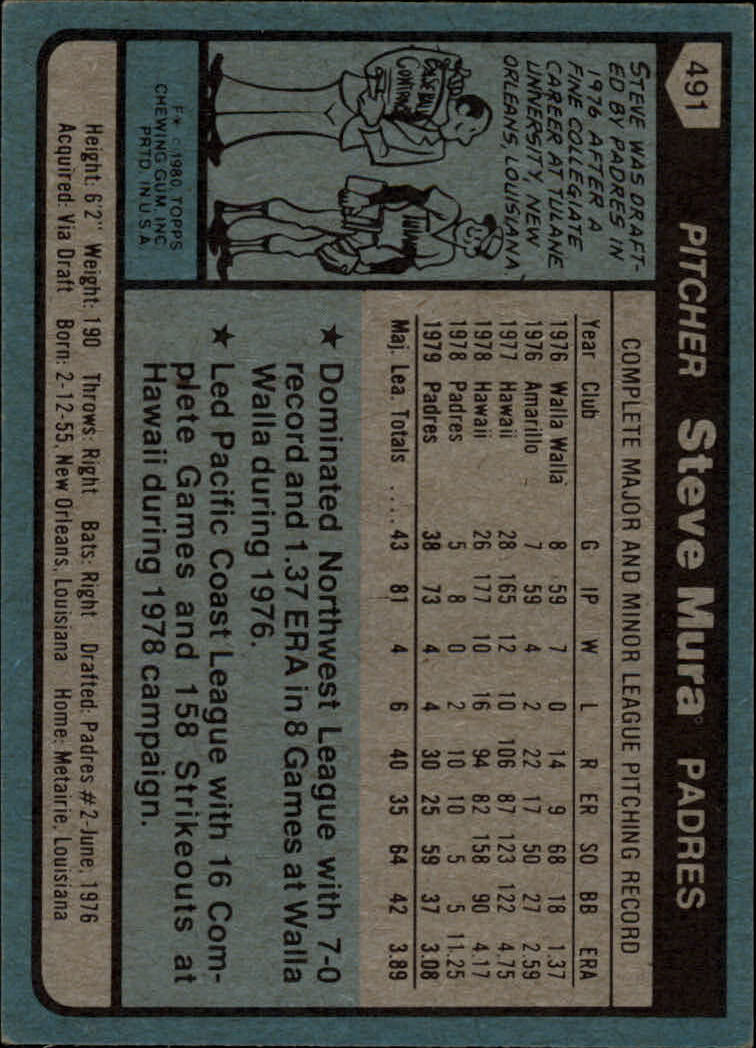 491
PITCHER Steve Mura PADRES
STEVE WAS DRAFT-
ED BY PADRES IN
1976 AFTER A
FINE COLLEGIATE
CAREER AT TULANE
UNIVERSITY, NEW
ORLEANS, LOUISIANA.
BASEBALL
CONTRACT
TULANE
F* © 1980 TOPPS
CHEWING GUM INC.
PRTD. IN U.S.A.
COMPLETE MAJOR AND MINOR LEAGUE PITCHING RECORD
Year Club G IP W L R ER SO BB ERA
1976 Walla Walla 8 59 7 0 14 9 68 18 1.37
1976 Amarillo 7 59 4 2 22 17 50 27 2.59
1977 Hawaii 28 165 12 10 106 87 123 122 4.75
1978 Hawaii 26 177 10 16 94 82 158 90 4.17
1978 Padres 5 8 0 2 10 10 5 5 11.25
1979 Padres 38 73 4 4 30 25 59 37 3.08
Maj. Lea. Totals .... 43 81 4 6 40 35 64 42 3.89
★ Dominated Northwest League with 7-0
record and 1.37 ERA in 8 Games at Walla
Walla during 1976.
★ Led Pacific Coast League with 16 Com-
plete Games and 158 Strikeouts at
Hawaii during 1978 campaign.
Height: 6'2" Weight: 190 Throws: Right Bats: Right Drafted: Padres #2-June, 1976
Acquired: Via Draft Born: 2-12-55, New Orleans, Louisiana Home: Metairie, Louisiana